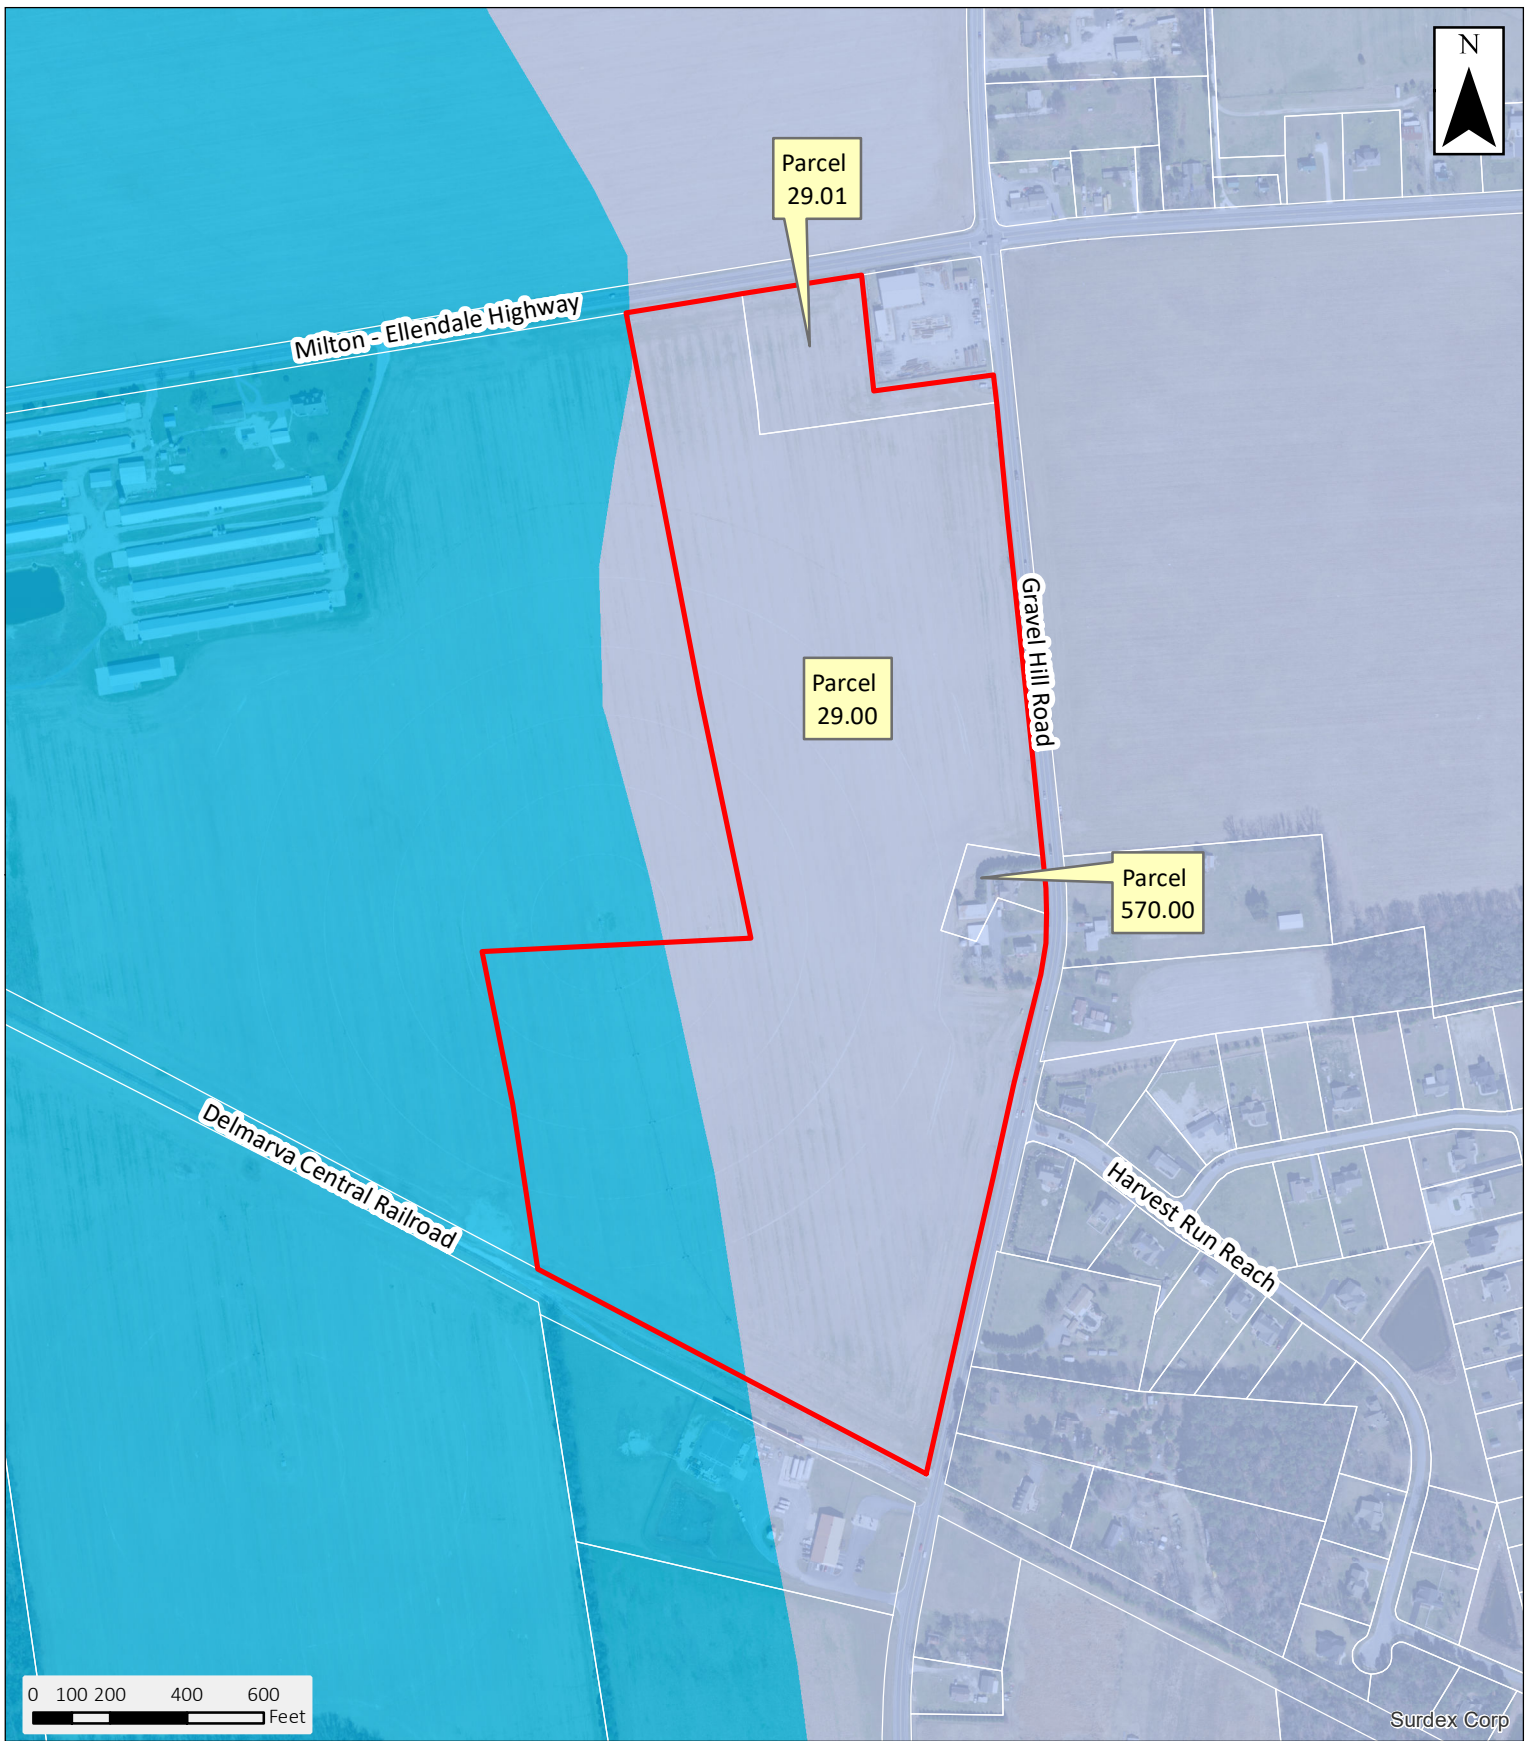 N
Parcel
29.01
Milton - Ellendale Highway
Gravel Hill Road
Parcel
29.00
Parcel
570.00
Delmarva Central Railroad
Harvest Run Reach
0 100 200 400 600
Feet
Surdex Corp